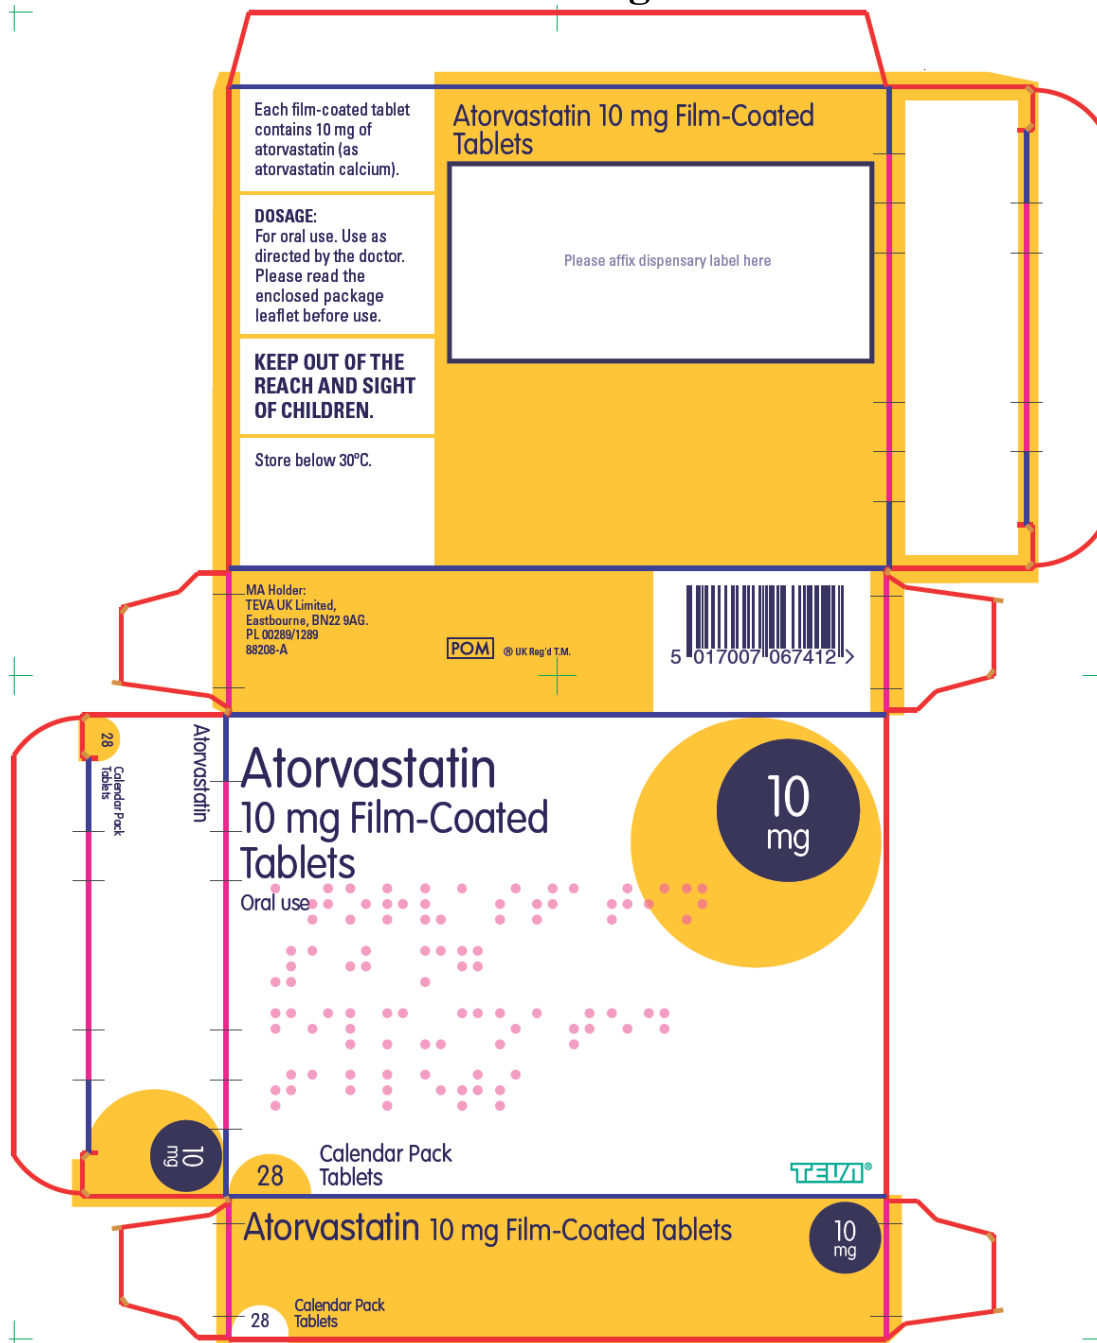 Each film-coated tablet
contains 10 mg of
atorvastatin (as
atorvastatin calcium).
DOSAGE:
For oral use. Use as
directed by the doctor.
Please read the
enclosed package
leaflet before use.
KEEP OUT OF THE
REACH AND SIGHT
OF CHILDREN.
Store below 30ºC.
Atorvastatin 10 mg Film-Coated
Tablets
Please affix dispensary label here
MA Holder:
TEVA UK Limited,
Eastbourne, BN22 9AG.
PL 00289/1289
88208-A
POM ® UK Reg'd T.M.
5 017007 067412 >
28
Calendar Pack
Tablets
Atorvastatin
10
mg
Atorvastatin
10 mg Film-Coated
Tablets
Oral use
10
mg
28
Calendar Pack
Tablets
TEVA®
Atorvastatin 10 mg Film-Coated Tablets
10
mg
28
Calendar Pack
Tablets